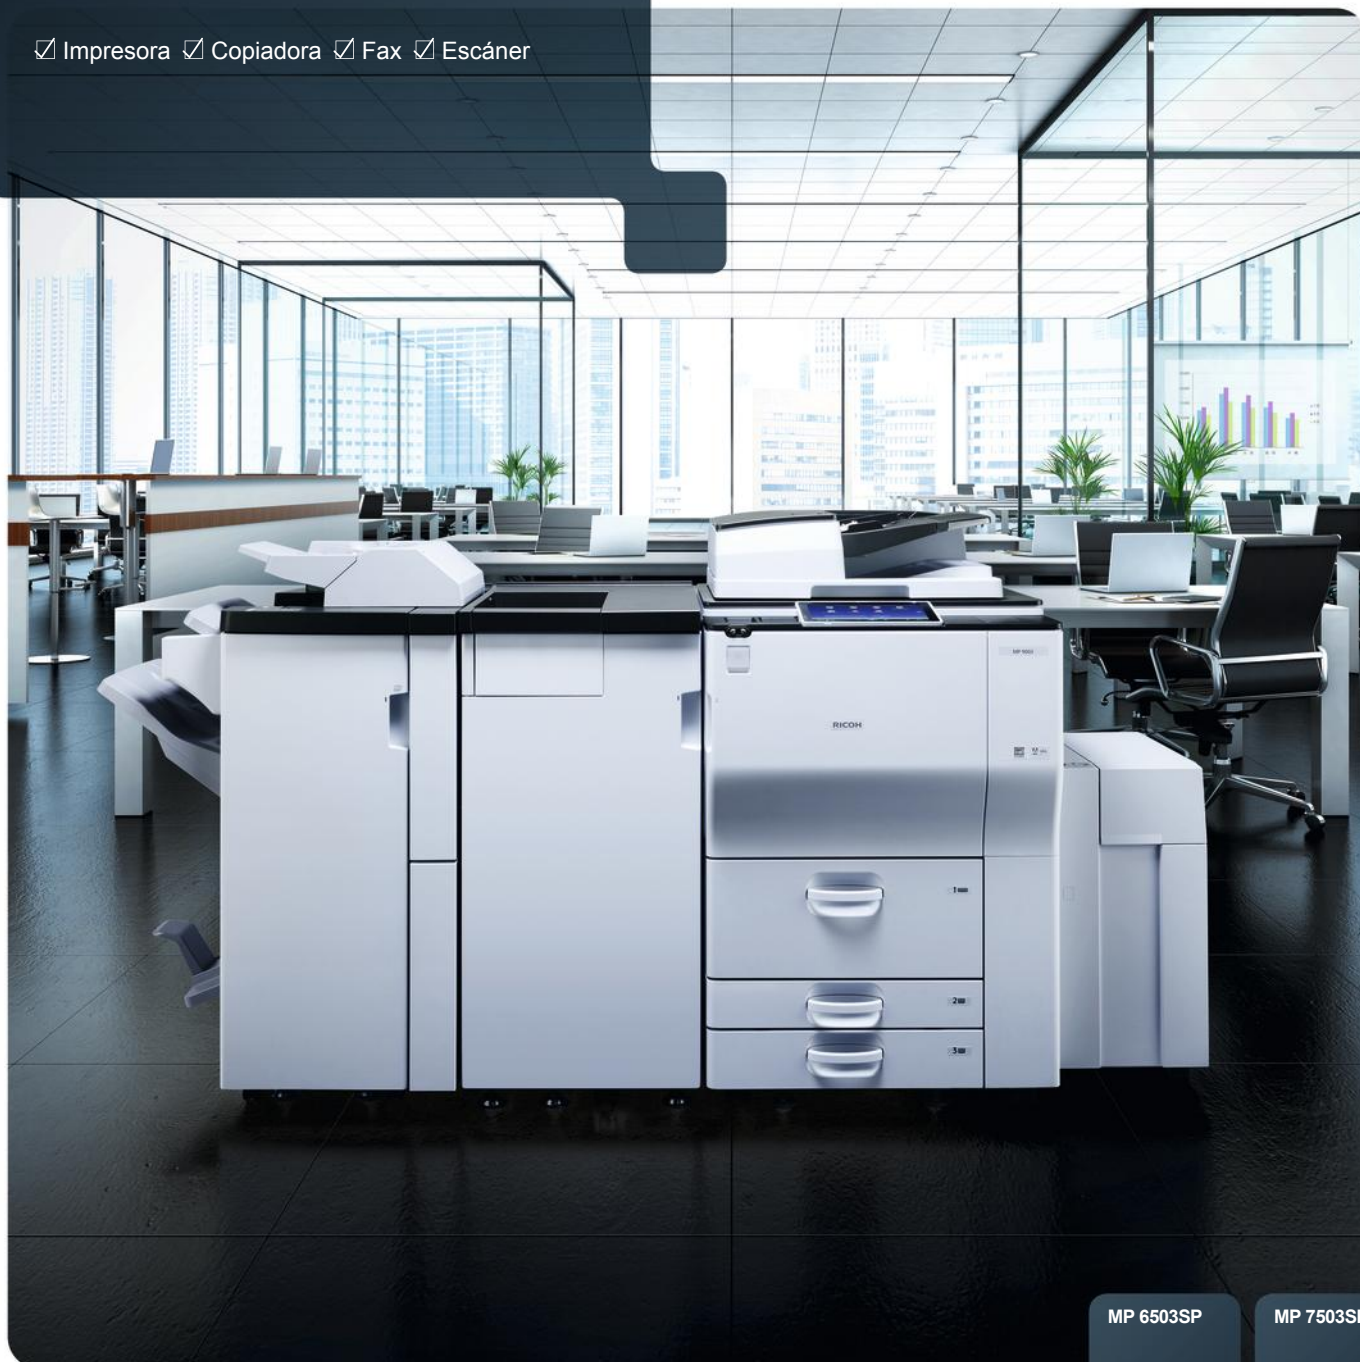 ☑ Impresora ☑ Copiadora ☑ Fax ☑ Escáner
RICOH
1
2
3
MP 6503SP
MP 7503S